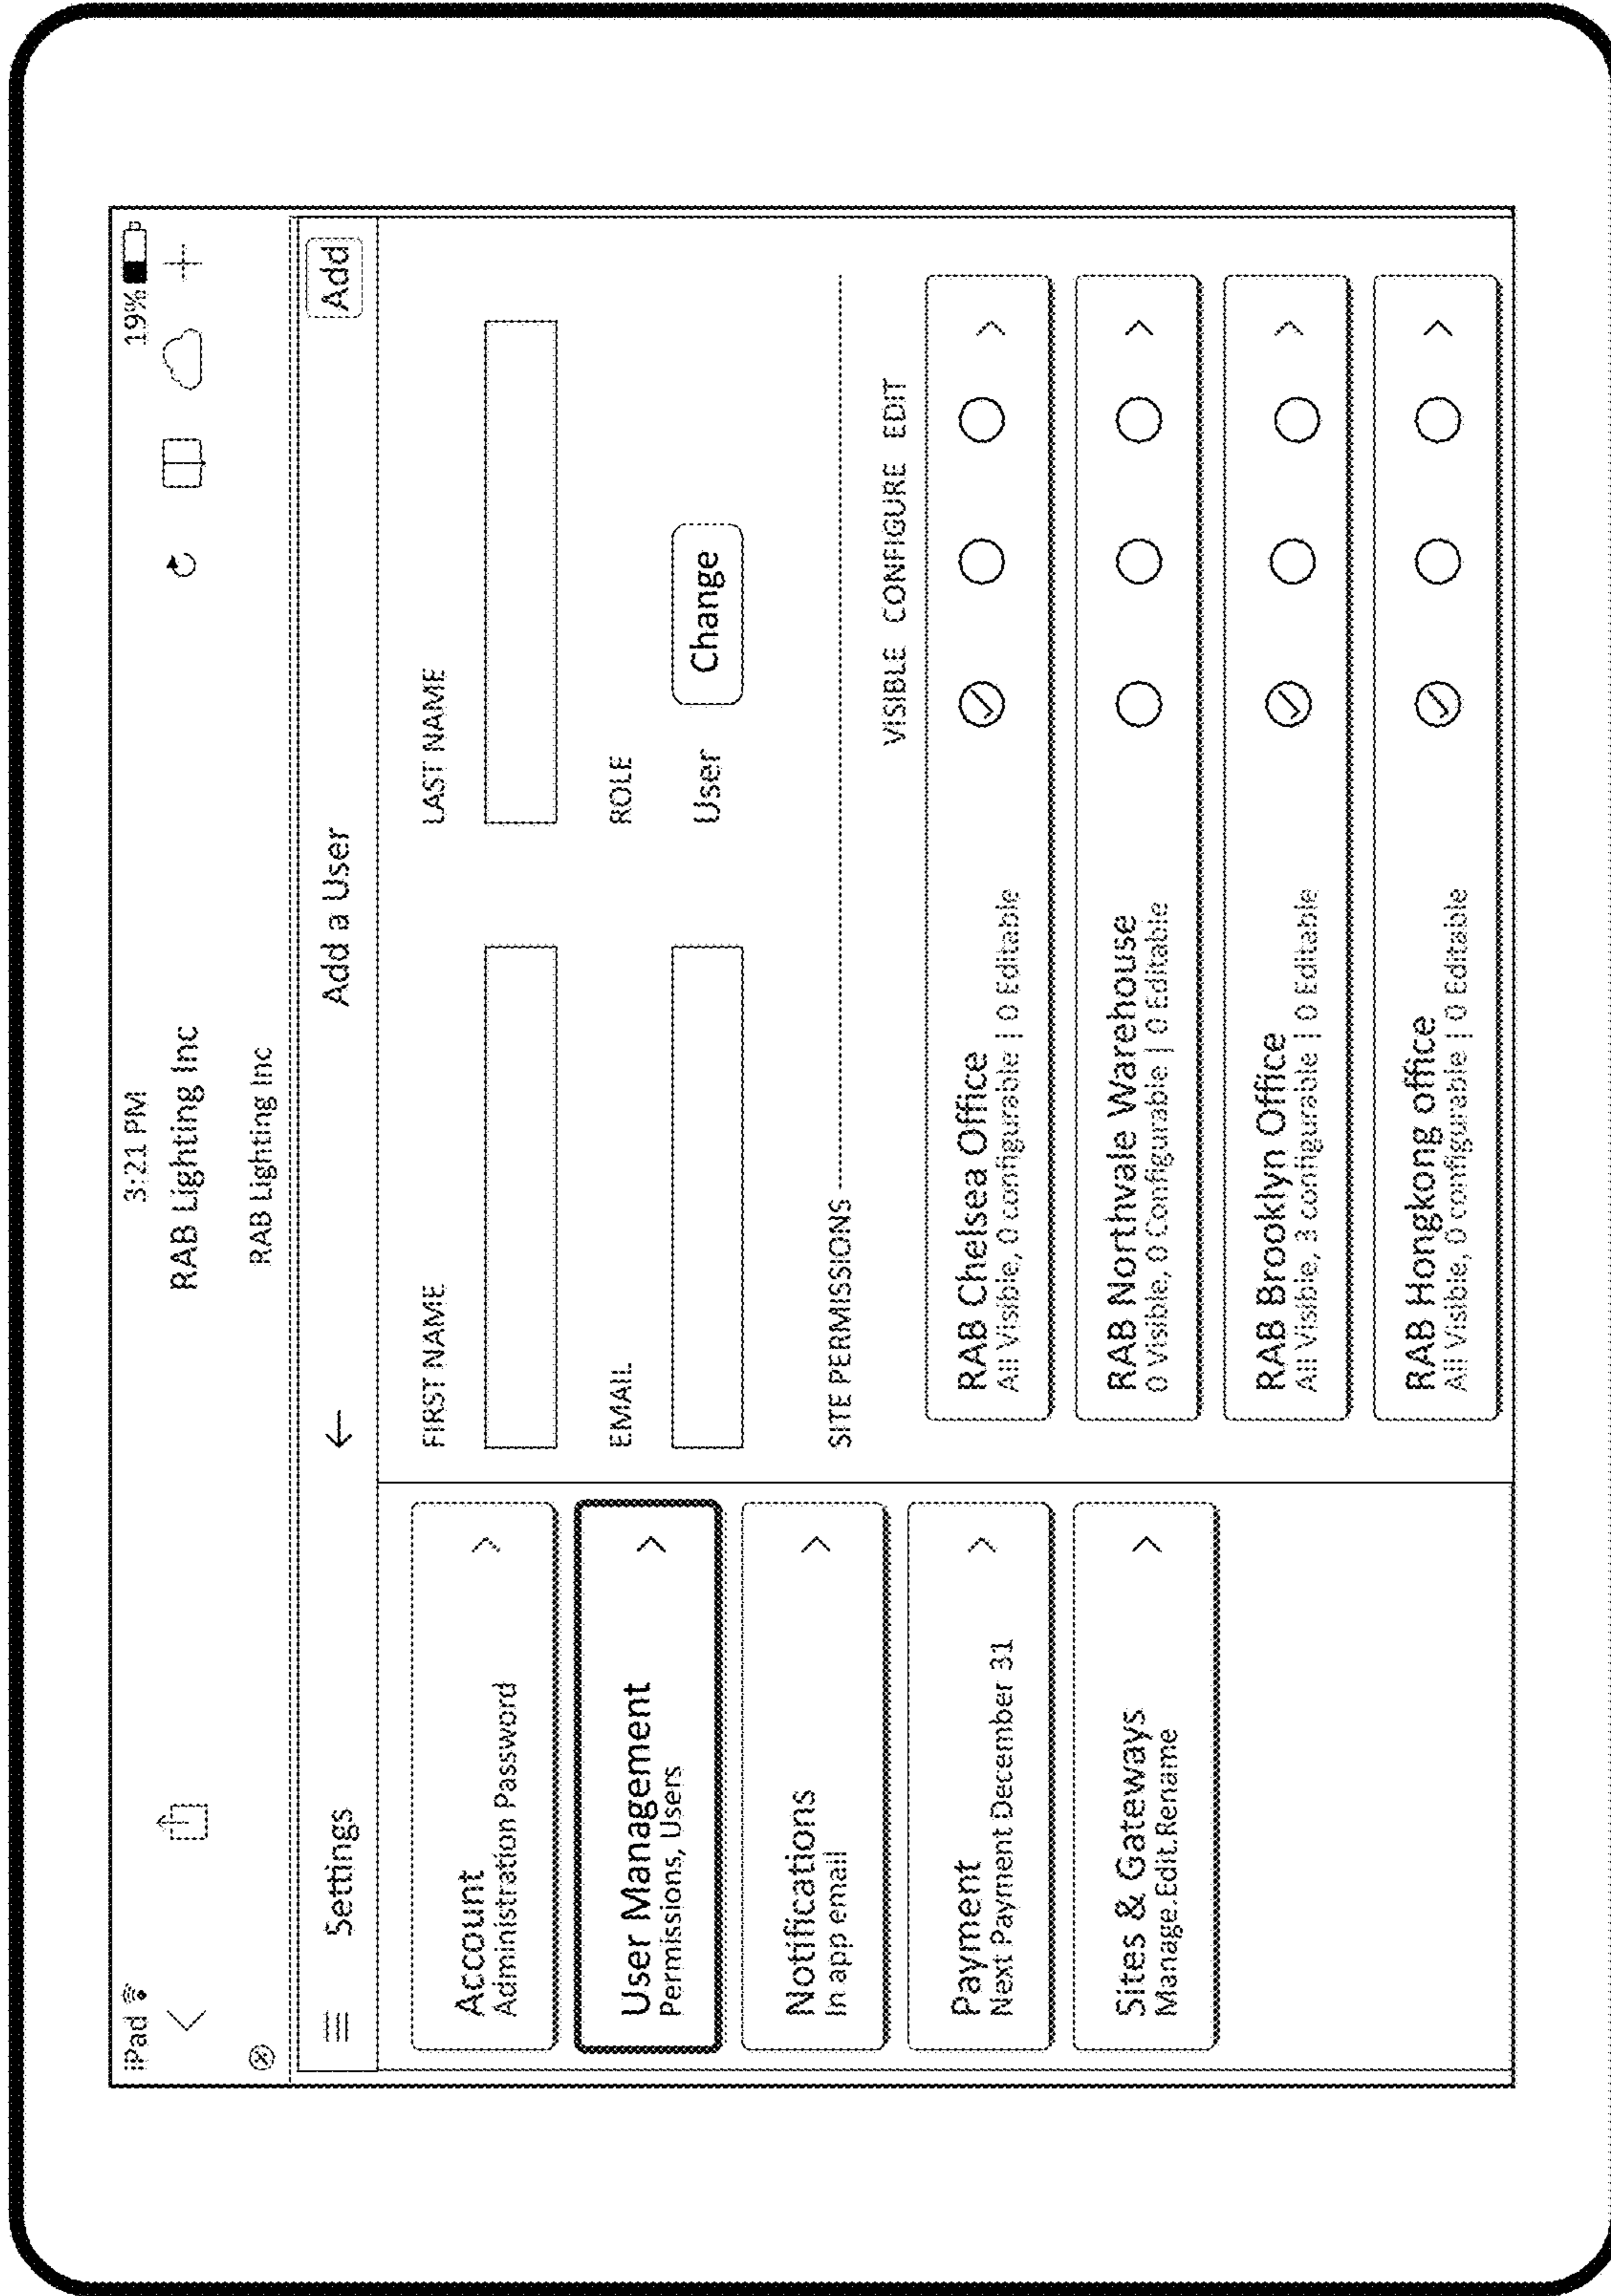 iPad 3:21 PM 19%
RAB Lighting Inc
RAB Lighting Inc
Settings
Add a User
Add
Account
Administration Password
User Management
Permissions, Users
Notifications
In app email
Payment
Next Payment December 31
Sites & Gateways
Manage.Edit.Rename
FIRST NAME
LAST NAME
EMAIL
ROLE
User
Change
SITE PERMISSIONS
VISIBLE CONFIGURE EDIT
RAB Chelsea Office
All Visible, 0 configurable | 0 Editable
RAB Northvale Warehouse
0 Visible, 0 Configurable | 0 Editable
RAB Brooklyn Office
All Visible, 3 configurable | 0 Editable
RAB Hongkong office
All Visible, 0 configurable | 0 Editable